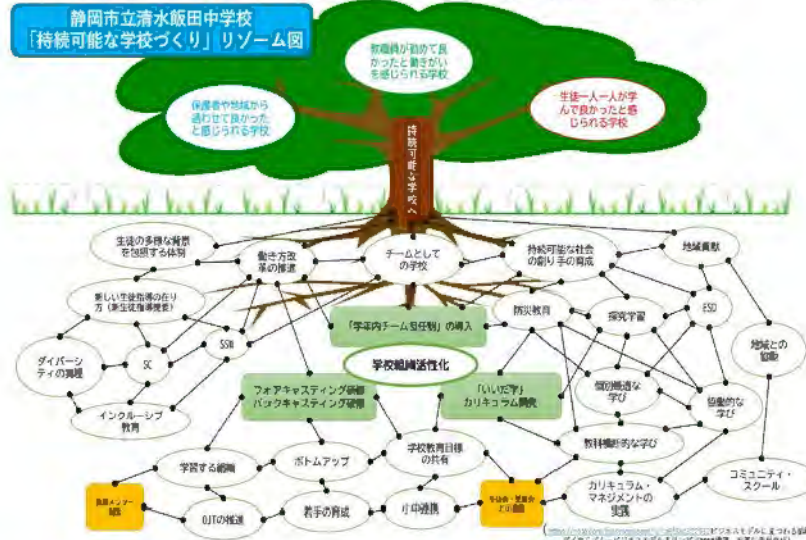 静岡市立清水飯田中学校
「持続可能な学校づくり」リゾーム図
教職員が勤めて良
かったと働きがい
を感じられる学校
保護者や地域から
通わせて良かった
と感じられる学校
生徒一人一人が学
んで良かったと感
じられる学校
持続可能な学校へ
生徒の多様な背景
を包摂する体制
働き方改
革の推進
チームとして
の学校
持続可能な社会
の創り手の育成
地域貢献
新しい生徒指導の在り
方（新生徒指導提要）
「学年内チーム担任制」の導入
防災教育
探究学習
ESD
ダイバーシ
ティの実現
SC
SSW
学校組織活性化
地域との
協働
インクルーシブ
教育
フォアキャスティング研修
バックキャスティング研修
「いいだ学」
カリキュラム開発
個別最適な
学び
協働的な
学び
学習する組織
ボトムアップ
学校教育目標
の共有
教科横断的な学び
OJTの推進
若手の育成
小中連携
カリキュラム・
マネジメントの
実践
コミュニティ・
スクール